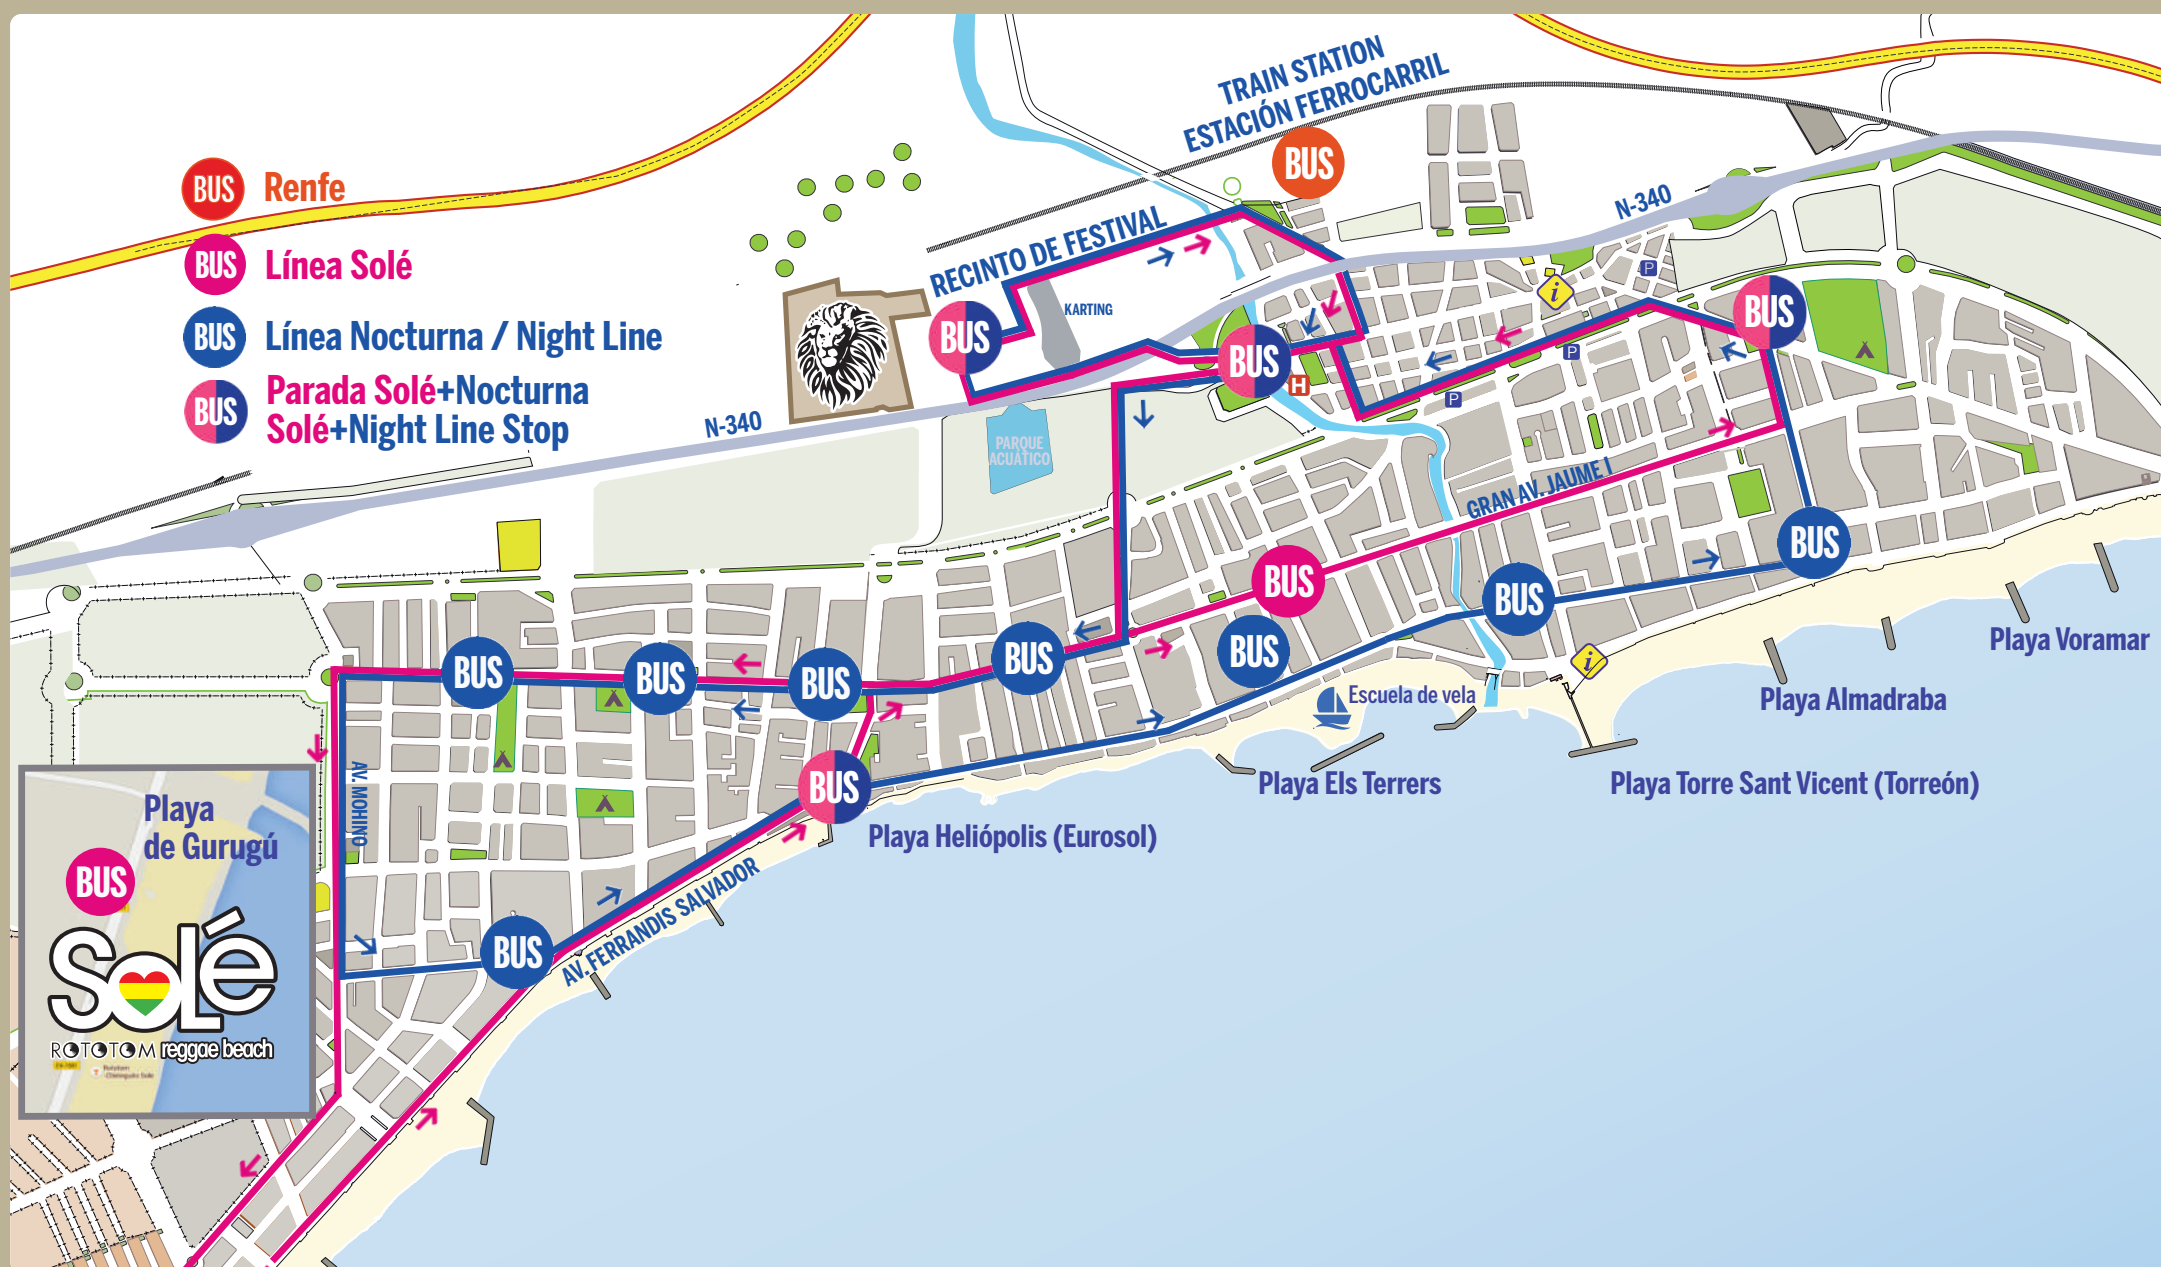 TRAIN STATION
ESTACIÓN FERROCARRIL
BUS
BUS Renfe
BUS Línea Solé
BUS Línea Nocturna / Night Line
BUS Parada Solé+Nocturna
Solé+Night Line Stop
RECINTO DE FESTIVAL
N-340
KARTING
BUS
BUS
BUS
H
i
P
P
P
N-340
PARQUE
ACUÁTICO
GRAN AV. JAUME I
BUS
BUS
BUS
BUS
BUS
BUS
BUS
BUS
i
Playa Voramar
Playa Almadraba
Escuela de vela
Playa Els Terrers
Playa Torre Sant Vicent (Torreón)
AV. MOHINO
BUS
Playa Heliópolis (Eurosol)
AV. FERRANDIS SALVADOR
BUS
Playa
de Gurugú
BUS
Solé
ROTOTOM reggae beach